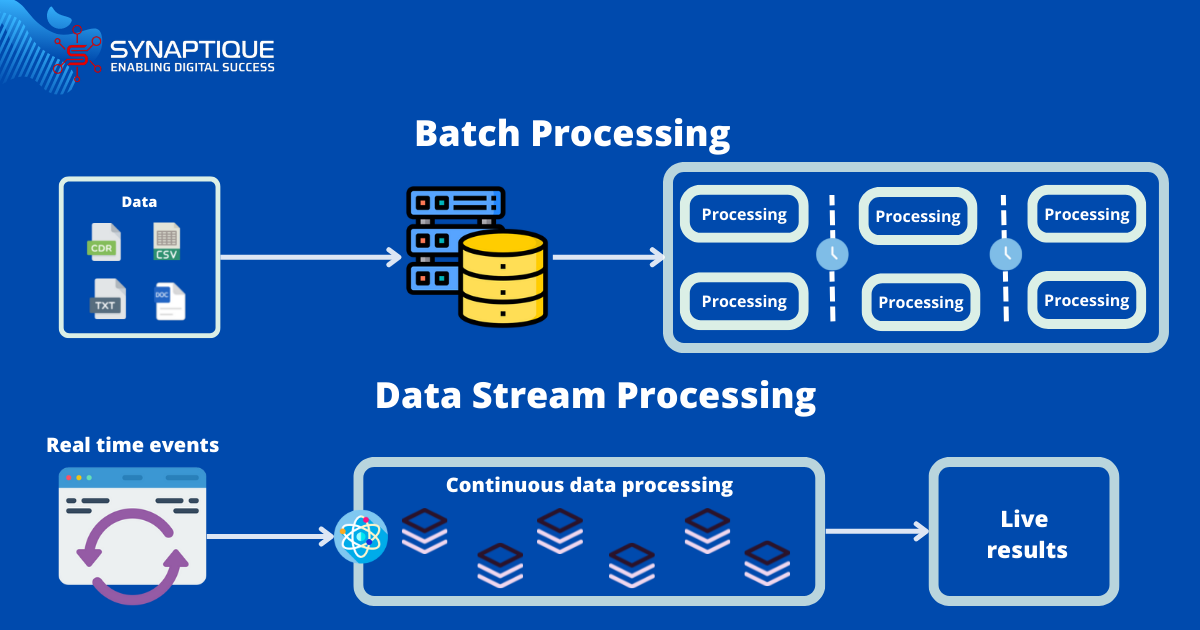 SYNAPTIQUE
ENABLING DIGITAL SUCCESS
Batch Processing
Data
CDR
CSV
TXT
DOC
Processing
Processing
Processing
Processing
Processing
Processing
Data Stream Processing
Real time events
Continuous data processing
Live
results